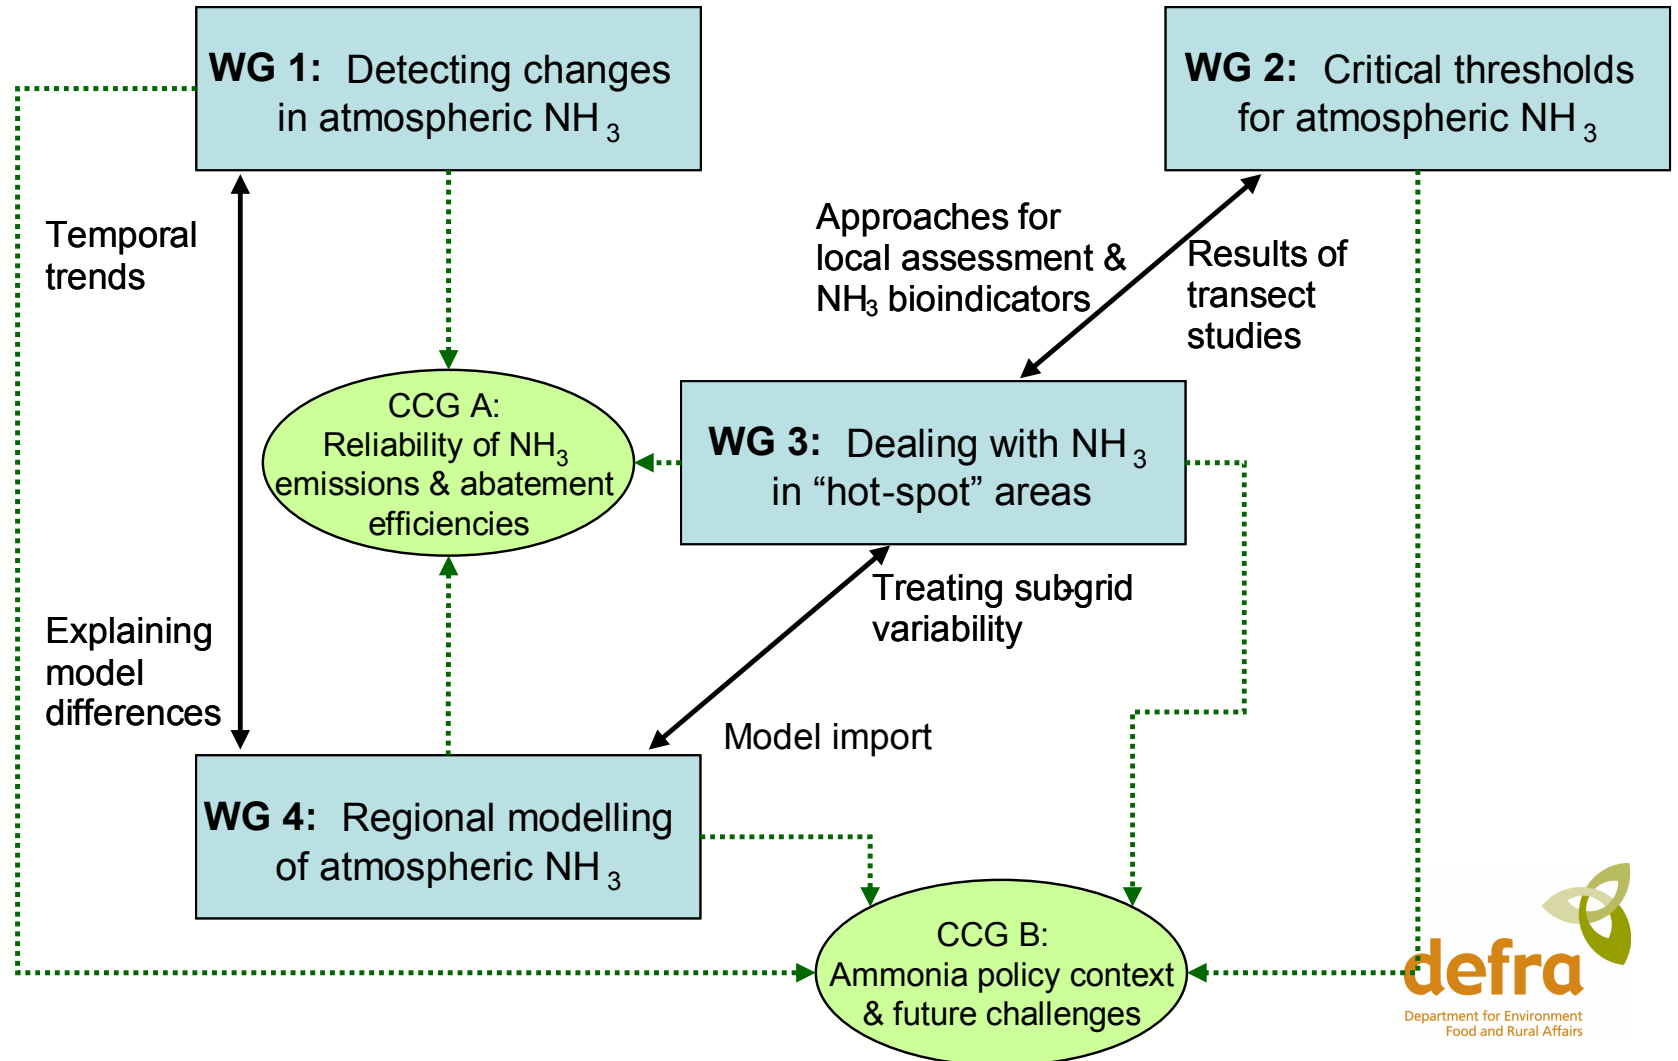 WG 1: Detecting changes
in atmospheric NH₃
WG 2: Critical thresholds
for atmospheric NH₃
Temporal
trends
Approaches for
local assessment &
NH₃ bioindicators
Results of
transect
studies
CCG A:
Reliability of NH₃
emissions & abatement
efficiencies
WG 3: Dealing with NH₃
in “hot-spot” areas
Treating sub-grid
variability
Explaining
model
differences
Model import
WG 4: Regional modelling
of atmospheric NH₃
CCG B:
Ammonia policy context
& future challenges
defra
Department for Environment
Food and Rural Affairs